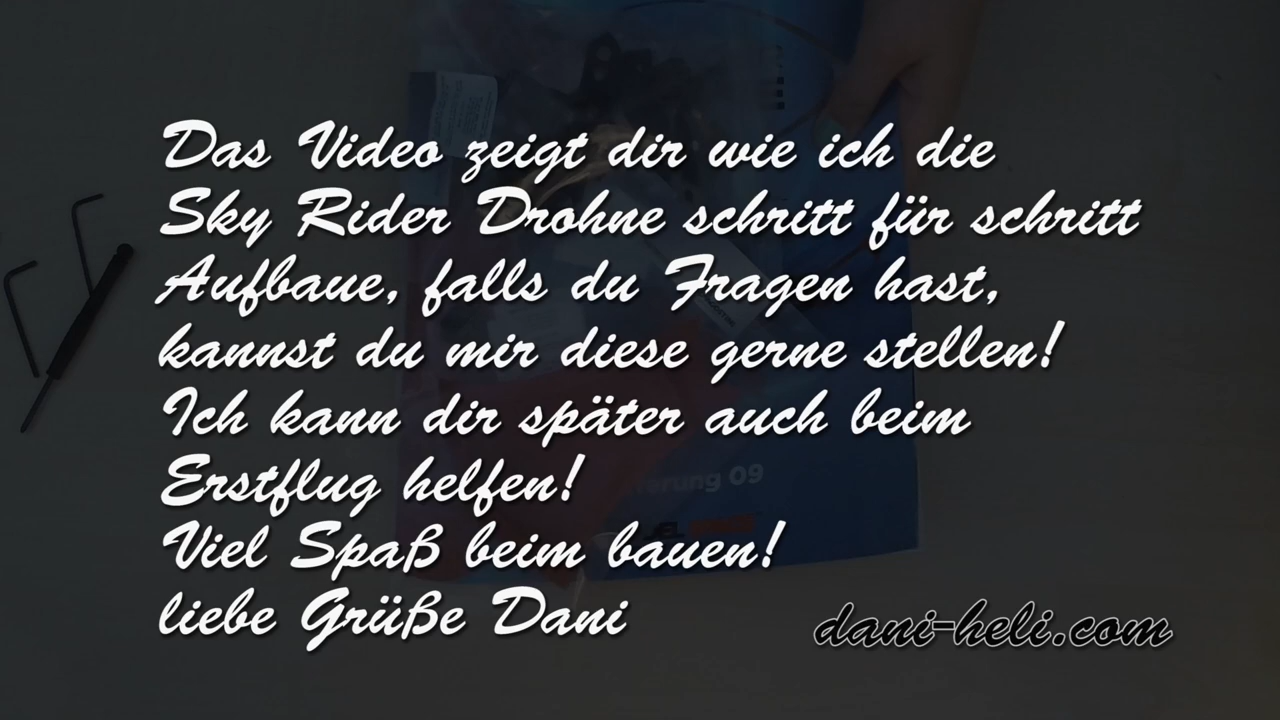 Das Video zeigt dir wie ich die
Sky Rider Drohne schritt für schritt
Aufbaue, falls du Fragen hast,
kannst du mir diese gerne stellen!
Ich kann dir später auch beim
Erstflug helfen!
Viel Spaß beim bauen!
liebe Grüße Dani
dani-heli.com
09